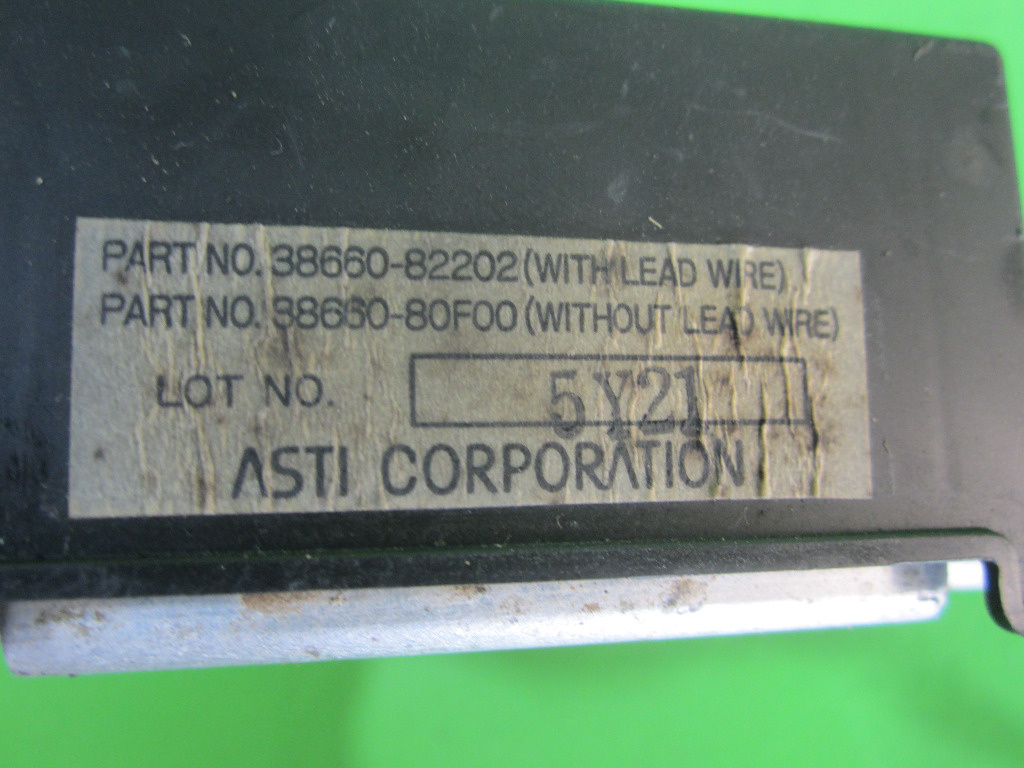 PART NO. 38660-82202 (WITH LEAD WIRE)
PART NO. 38660-80F00 (WITHOUT LEAD WIRE)
LOT NO. 5Y21
ASTI CORPORATION